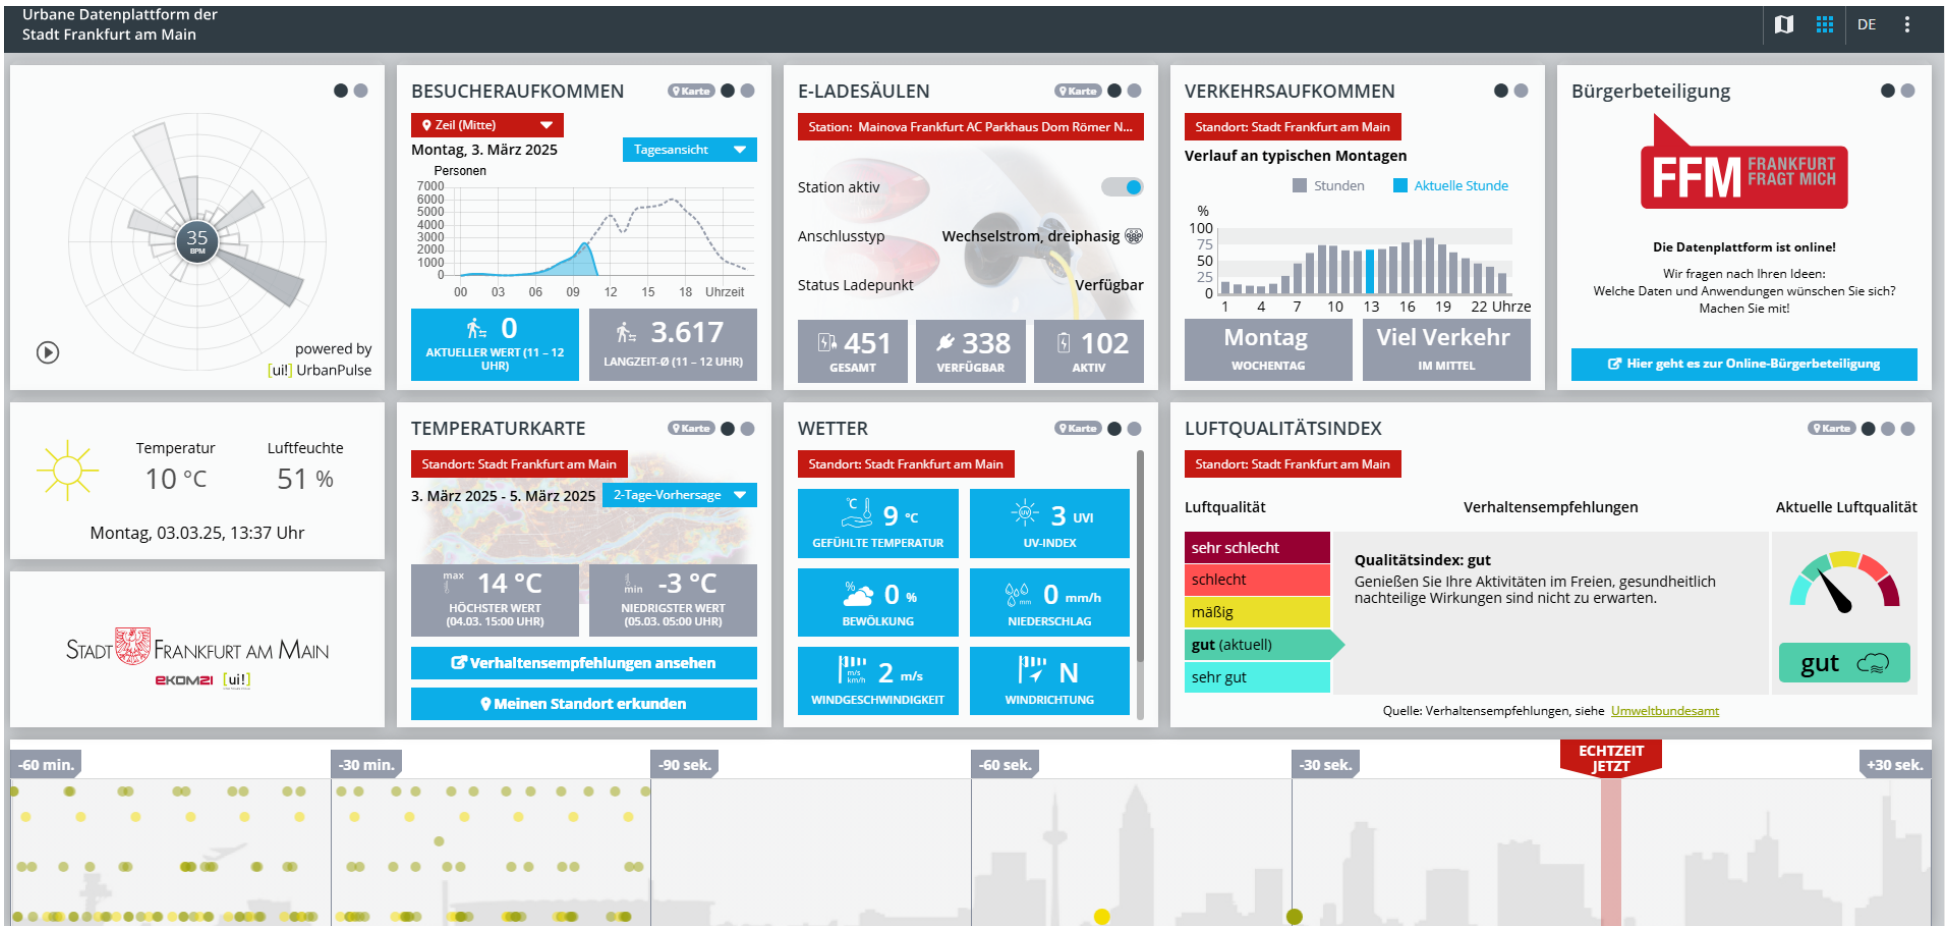 Urbane Datenplattform der
Stadt Frankfurt am Main
DE
35
BPM
powered by
[ui!] UrbanPulse
BESUCHERAUFKOMMEN
Karte
Zeil (Mitte)
Montag, 3. März 2025
Tagesansicht
Personen
7000
6000
5000
4000
3000
2000
1000
0
00 03 06 09 12 15 18 Uhrzeit
0
AKTUELLER WERT (11 – 12
UHR)
3.617
LANGZEIT-Ø (11 – 12 UHR)
E-LADESÄULEN
Karte
Station: Mainova Frankfurt AC Parkhaus Dom Römer N...
Station aktiv
Anschlusstyp Wechselstrom, dreiphasig
Status Ladepunkt Verfügbar
451
GESAMT
338
VERFÜGBAR
102
AKTIV
VERKEHRSAUFKOMMEN
Standort: Stadt Frankfurt am Main
Verlauf an typischen Montagen
Stunden Aktuelle Stunde
%
100
75
50
25
0
1 4 7 10 13 16 19 22 Uhrze
Montag
WOCHENTAG
Viel Verkehr
IM MITTEL
Bürgerbeteiligung
FFM FRANKFURT
FRAGT MICH
Die Datenplattform ist online!
Wir fragen nach Ihren Ideen:
Welche Daten und Anwendungen wünschen Sie sich?
Machen Sie mit!
Hier geht es zur Online-Bürgerbeteiligung
Temperatur Luftfeuchte
10 °C 51 %
Montag, 03.03.25, 13:37 Uhr
STADT FRANKFURT AM MAIN
ekom21 [ui!]
TEMPERATURKARTE
Karte
Standort: Stadt Frankfurt am Main
3. März 2025 - 5. März 2025
2-Tage-Vorhersage
max 14 °C
HÖCHSTER WERT
(04.03. 15:00 UHR)
min -3 °C
NIEDRIGSTER WERT
(05.03. 05:00 UHR)
Verhaltensempfehlungen ansehen
Meinen Standort erkunden
WETTER
Karte
Standort: Stadt Frankfurt am Main
°C 9 °C
GEFÜHLTE TEMPERATUR
UV 3 UVI
UV-INDEX
% 0 %
BEWÖLKUNG
mm 0 mm/h
NIEDERSCHLAG
m/s
km/h 2 m/s
WINDGESCHWINDIGKEIT
N
WINDRICHTUNG
LUFTQUALITÄTSINDEX
Karte
Standort: Stadt Frankfurt am Main
Luftqualität Verhaltensempfehlungen Aktuelle Luftqualität
sehr schlecht
schlecht
mäßig
gut (aktuell)
sehr gut
Qualitätsindex: gut
Genießen Sie Ihre Aktivitäten im Freien, gesundheitlich
nachteilige Wirkungen sind nicht zu erwarten.
gut
Quelle: Verhaltensempfehlungen, siehe Umweltbundesamt
-60 min. -30 min. -90 sek. -60 sek. -30 sek.
ECHTZEIT
JETZT
+30 sek.